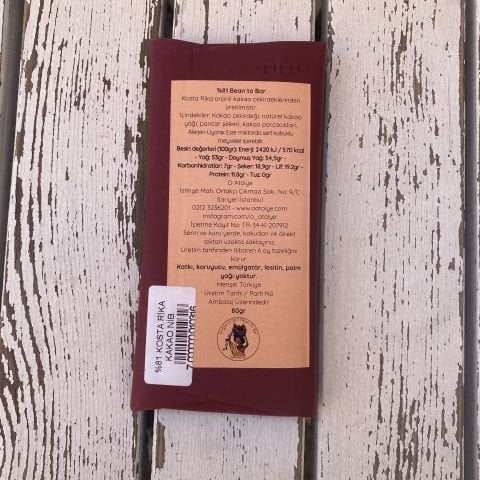 %81 Bean to Bar
Kosta Rika orijinli kakao çekirdeklerinden
üretilmiştir.
İçindekiler: Kakao çekirdeği, natürel kakao
yağı, pancar şekeri, kakao parçacıkları,
Alerjen Uyarısı: Eser miktarda sert kabuklu
meyveler içerebilir.
Besin değerleri (100gr): Enerji: 2420 kJ / 570 kcal
- Yağ: 53gr - Doymuş Yağ: 34,5gr -
Karbonhidratlar: 7gr - Şeker: 18,9gr - Lif: 19.2gr -
Protein: 11.8gr - Tuz: 0gr
O Atölye
İstinye Mah. Ortakçı Çıkmazı Sok. No: 9/C
Sarıyer-İstanbul
0212 3236201 - www.oatolye.com
instagram.com/o_atolye
İşletme Kayıt No: TR-34-K-207912
Serin ve kuru yerde, kokudan ve direkt
ışıktan uzakta saklayınız.
Üretim tarihinden itibaren 6 ay tazeliğini
korur.
Katkı, koruyucu, emülgatör, lesitin, palm
yağı yoktur.
Menşei Türkiye
Üretim Tarihi / Parti No
Ambalaj Üzerindedir
60gr
%81 KOSTA RİKA
KAKAO NİB